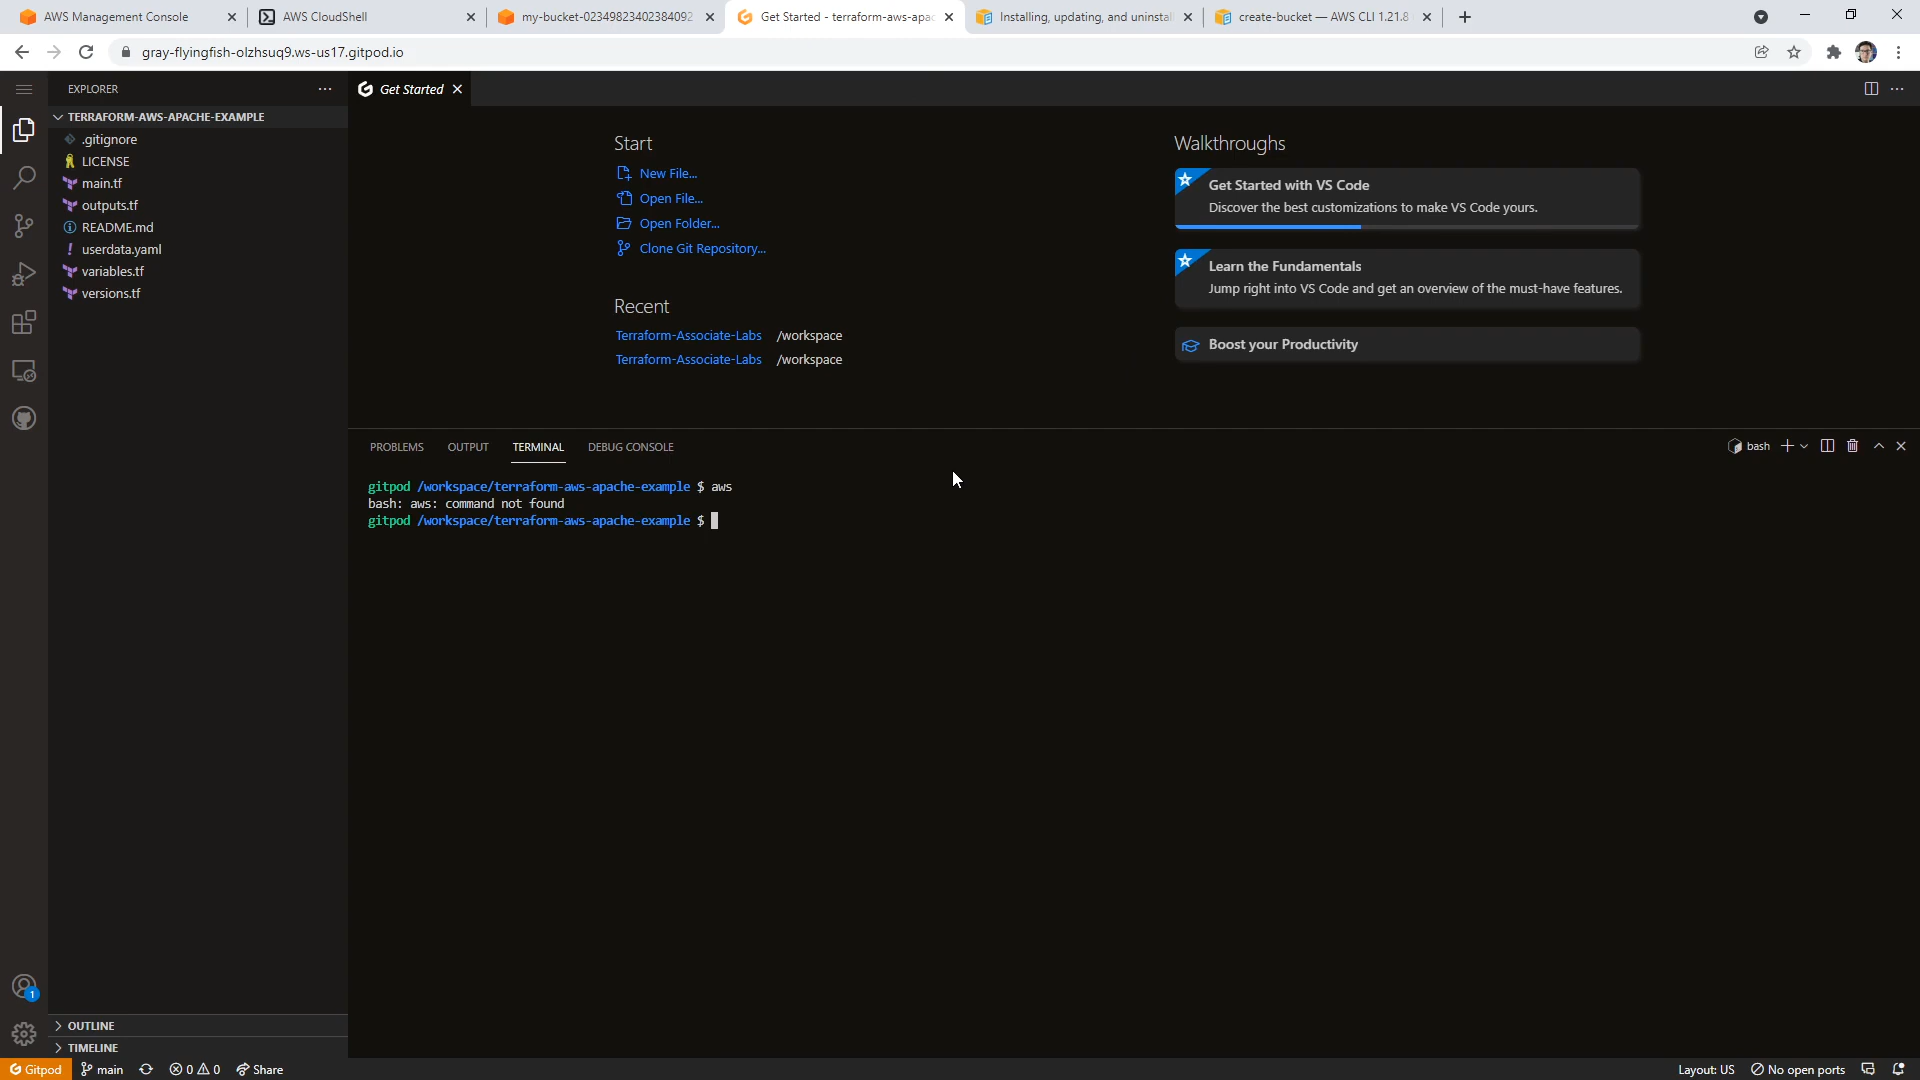 AWS Management Console
AWS CloudShell
my-bucket-02349823402384092
Get Started - terraform-aws-apac
Installing, updating, and uninstal
create-bucket — AWS CLI 1.21.8
gray-flyingfish-olzhsuq9.ws-us17.gitpod.io
EXPLORER
Get Started
TERRAFORM-AWS-APACHE-EXAMPLE
.gitignore
LICENSE
main.tf
outputs.tf
README.md
userdata.yaml
variables.tf
versions.tf
Start
New File...
Open File...
Open Folder...
Clone Git Repository...
Recent
Terraform-Associate-Labs /workspace
Terraform-Associate-Labs /workspace
Walkthroughs
Get Started with VS Code
Discover the best customizations to make VS Code yours.
Learn the Fundamentals
Jump right into VS Code and get an overview of the must-have features.
Boost your Productivity
PROBLEMS OUTPUT TERMINAL DEBUG CONSOLE
bash
gitpod /workspace/terraform-aws-apache-example $ aws
bash: aws: command not found
gitpod /workspace/terraform-aws-apache-example $
1
OUTLINE
TIMELINE
Gitpod main 0 0 Share
Layout: US No open ports